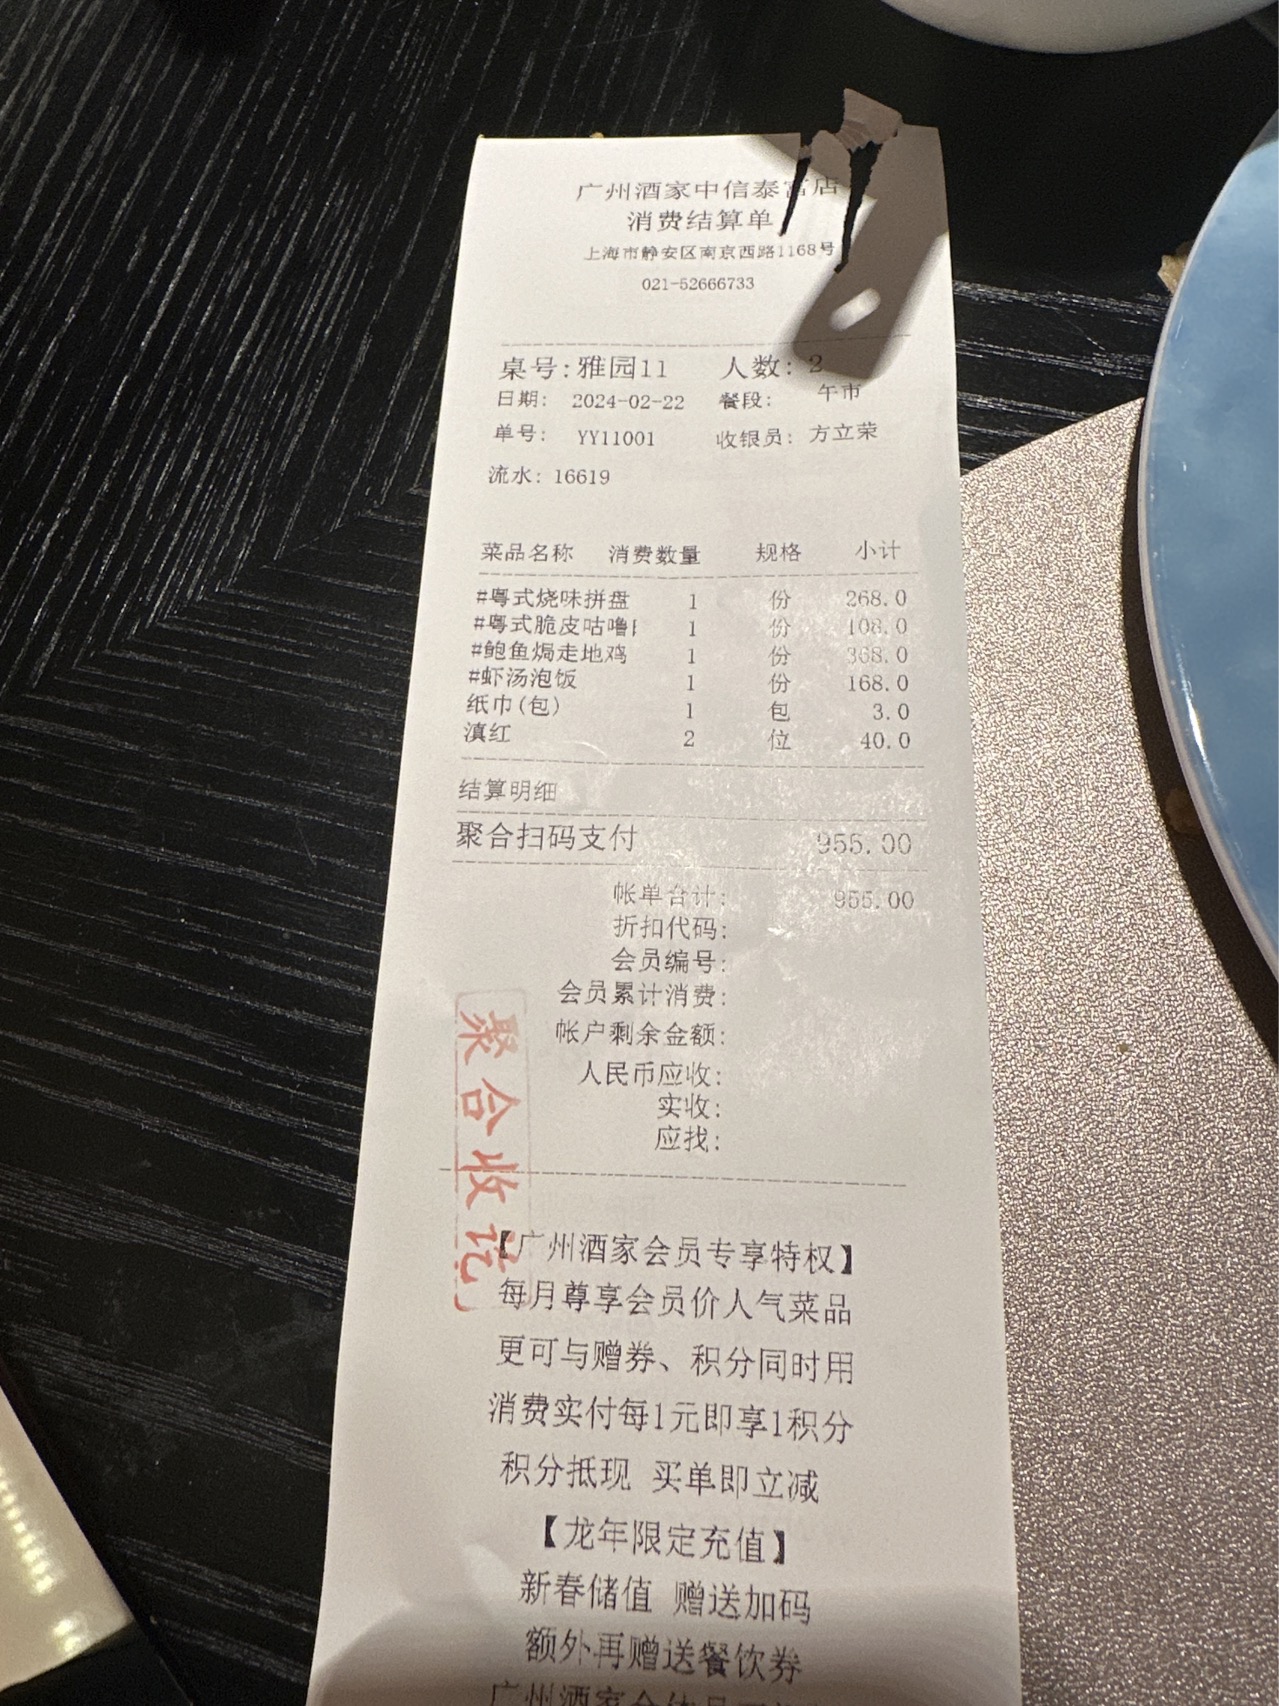 广州酒家中信泰富店
消费结算单
上海市静安区南京西路1168号
021-52666733
桌号:雅园11 人数: 2
日期: 2024-02-22 餐段: 午市
单号: YY11001 收银员: 方立荣
流水: 16619
菜品名称 消费数量 规格 小计
#粤式烧味拼盘 1 份 268.0
#粤式脆皮咕噜 1 份 108.0
#鲍鱼焗走地鸡 1 份 368.0
#虾汤泡饭 1 份 168.0
纸巾(包) 1 包 3.0
滇红 2 位 40.0
结算明细
聚合扫码支付 955.00
帐单合计: 955.00
折扣代码:
会员编号:
会员累计消费:
帐户剩余金额:
人民币应收:
实收:
应找:
聚合收讫
【广州酒家会员专享特权】
每月尊享会员价人气菜品
更可与赠券、积分同时用
消费实付每1元即享1积分
积分抵现 买单即立减
【龙年限定充值】
新春储值 赠送加码
额外再赠送餐饮券
广州酒家全体员工